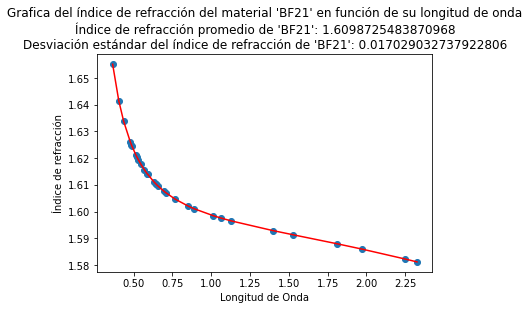 Grafica del índice de refracción del material 'BF21' en función de su longitud de onda
Índice de refracción promedio de 'BF21': 1.6098725483870968
Desviación estándar del índice de refracción de 'BF21': 0.017029032737922806
1.65
1.64
1.63
1.62
1.61
1.60
1.59
1.58
Índice de refracción
0.50 0.75 1.00 1.25 1.50 1.75 2.00 2.25
Longitud de Onda